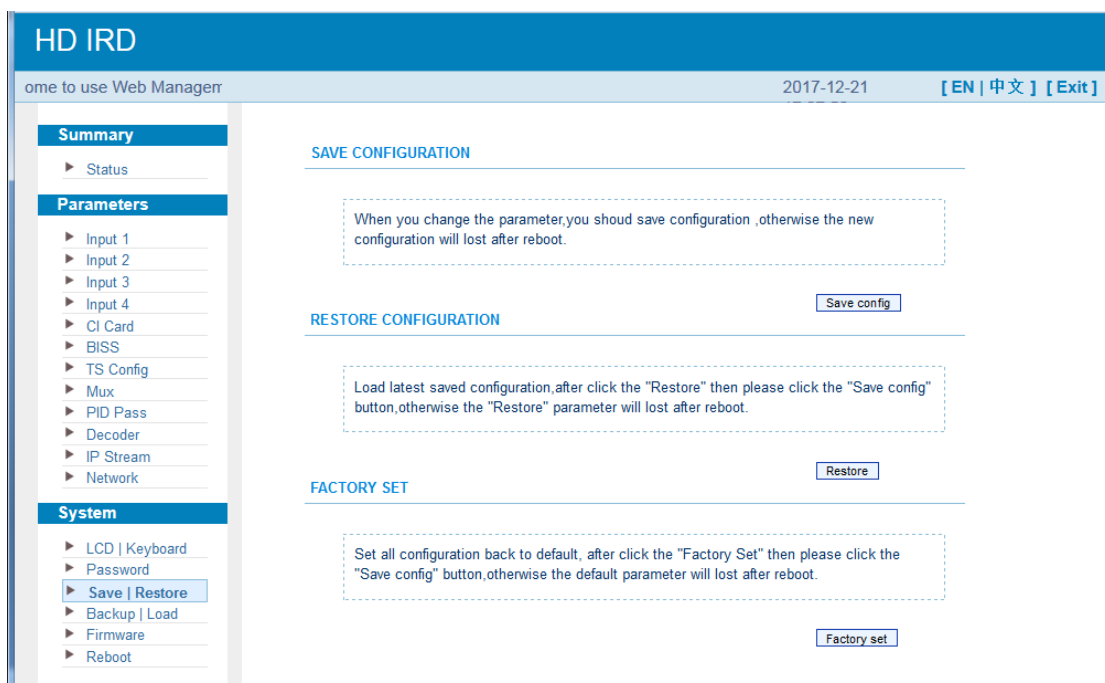 HD IRD
ome to use Web Managem
2017-12-21
[ EN | 中文 ] [ Exit ]
Summary
Status
Parameters
Input 1
Input 2
Input 3
Input 4
CI Card
BISS
TS Config
Mux
PID Pass
Decoder
IP Stream
Network
System
LCD | Keyboard
Password
Save | Restore
Backup | Load
Firmware
Reboot
SAVE CONFIGURATION
When you change the parameter,you shoud save configuration ,otherwise the new
configuration will lost after reboot.
Save config
RESTORE CONFIGURATION
Load latest saved configuration,after click the "Restore" then please click the "Save config"
button,otherwise the "Restore" parameter will lost after reboot.
Restore
FACTORY SET
Set all configuration back to default, after click the "Factory Set" then please click the
"Save config" button,otherwise the default parameter will lost after reboot.
Factory set